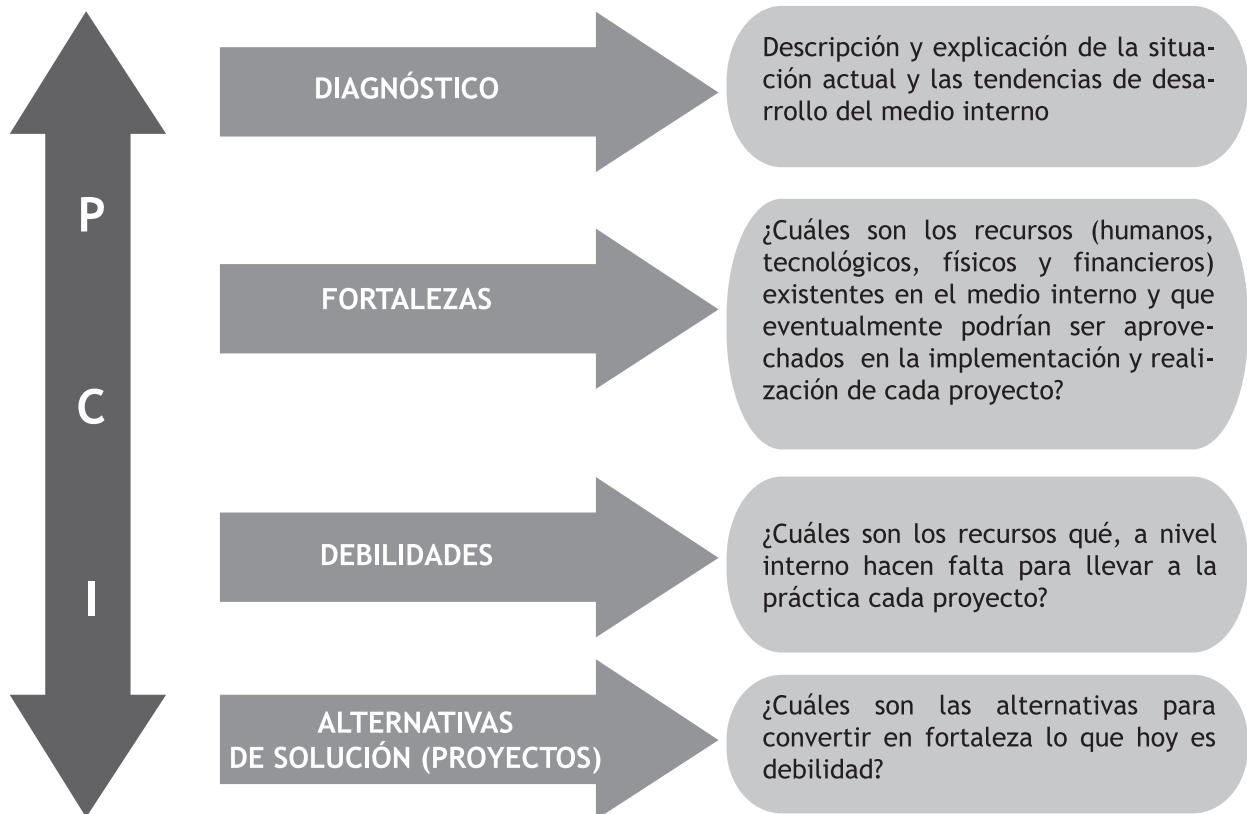 P
C
I
DIAGNÓSTICO
Descripción y explicación de la situa-
ción actual y las tendencias de desa-
rrollo del medio interno
FORTALEZAS
¿Cuáles son los recursos (humanos,
tecnológicos, físicos y financieros)
existentes en el medio interno y que
eventualmente podrían ser aprove-
chados en la implementación y reali-
zación de cada proyecto?
DEBILIDADES
¿Cuáles son los recursos qué, a nivel
interno hacen falta para llevar a la
práctica cada proyecto?
ALTERNATIVAS
DE SOLUCIÓN (PROYECTOS)
¿Cuáles son las alternativas para
convertir en fortaleza lo que hoy es
debilidad?